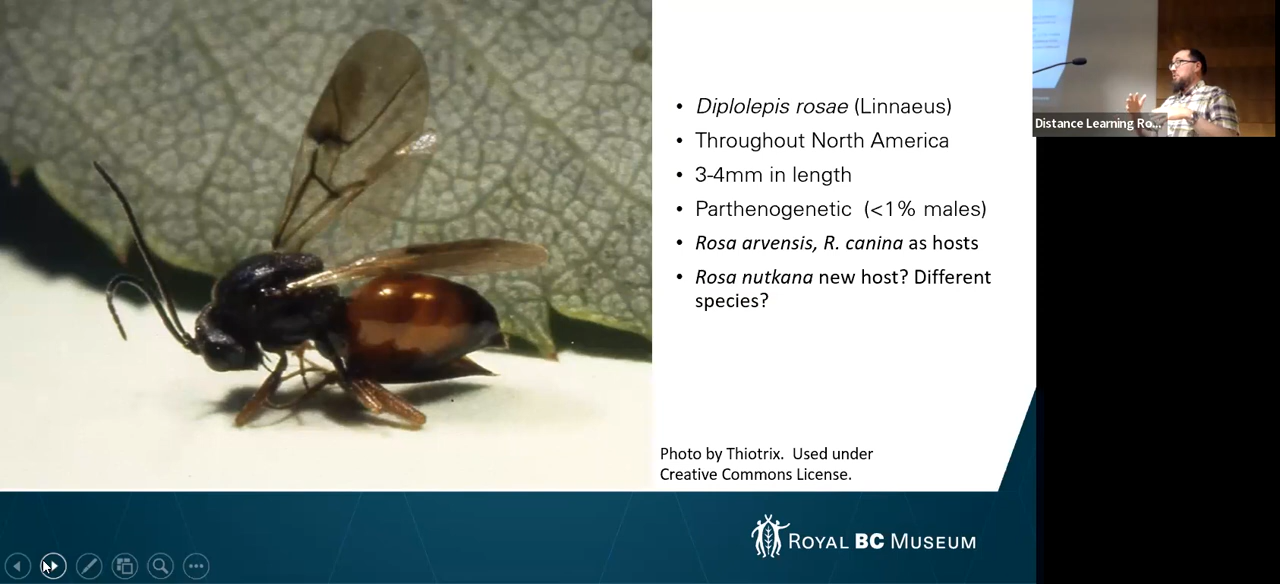 • Diplolepis rosae (Linnaeus)
• Throughout North America
• 3-4mm in length
• Parthenogenetic (<1% males)
• Rosa arvensis, R. canina as hosts
• Rosa nutkana new host? Different
species?
Photo by Thiotrix. Used under
Creative Commons License.
ROYAL BC MUSEUM
Distance Learning Ro...